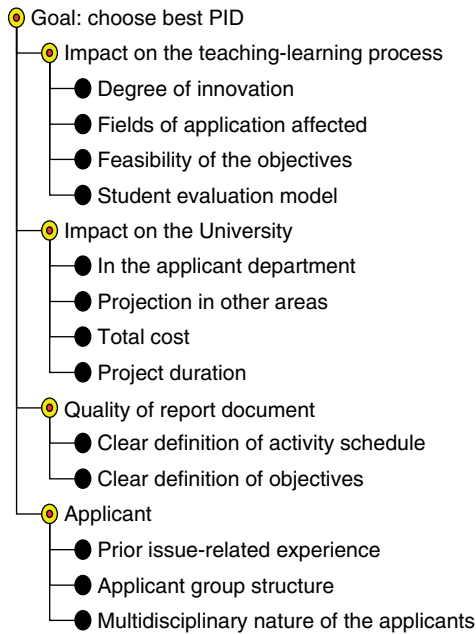 Goal: choose best PID
Impact on the teaching-learning process
Degree of innovation
Fields of application affected
Feasibility of the objectives
Student evaluation model
Impact on the University
In the applicant department
Projection in other areas
Total cost
Project duration
Quality of report document
Clear definition of activity schedule
Clear definition of objectives
Applicant
Prior issue-related experience
Applicant group structure
Multidisciplinary nature of the applicants